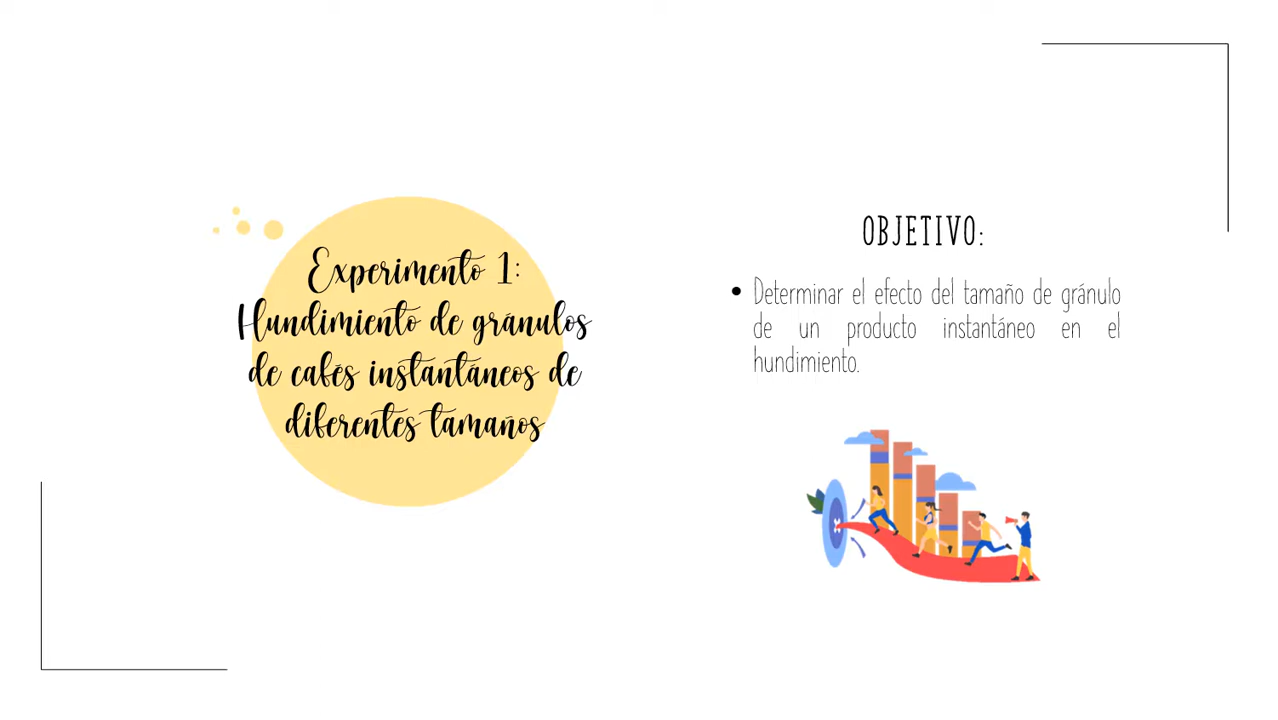 Experimento 1:
Hundimiento de gránulos
de cafés instantáneos de
diferentes tamaños
OBJETIVO:
• Determinar el efecto del tamaño de gránulo
de un producto instantáneo en el
hundimiento.